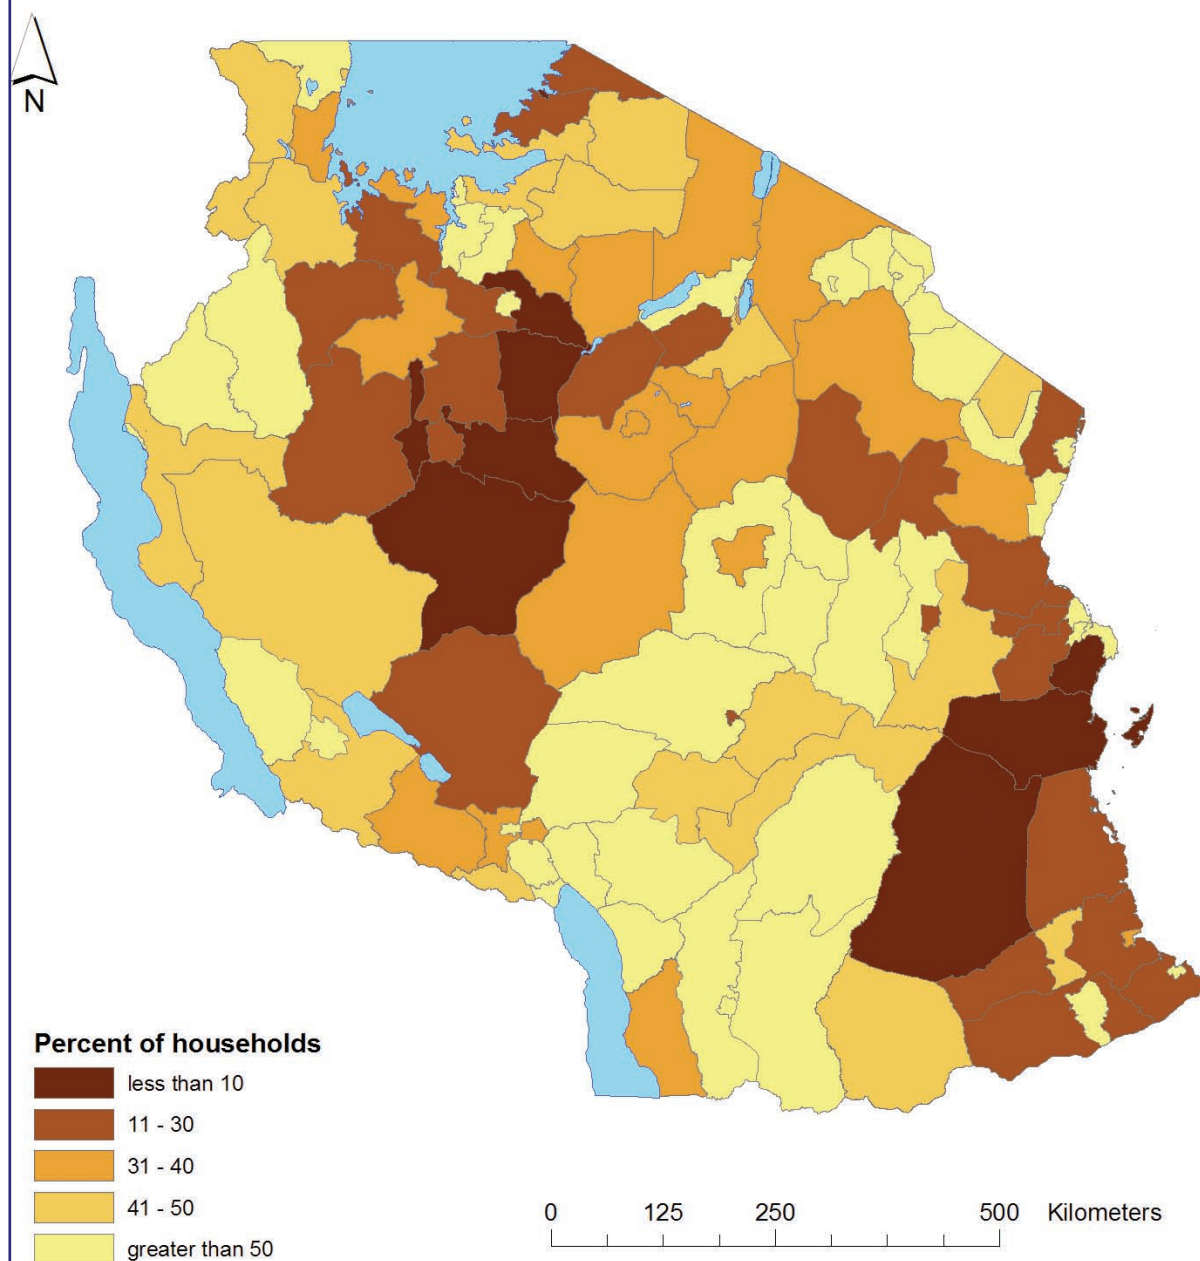 N
Percent of households
less than 10
11 - 30
31 - 40
41 - 50
greater than 50
0 125 250 500 Kilometers